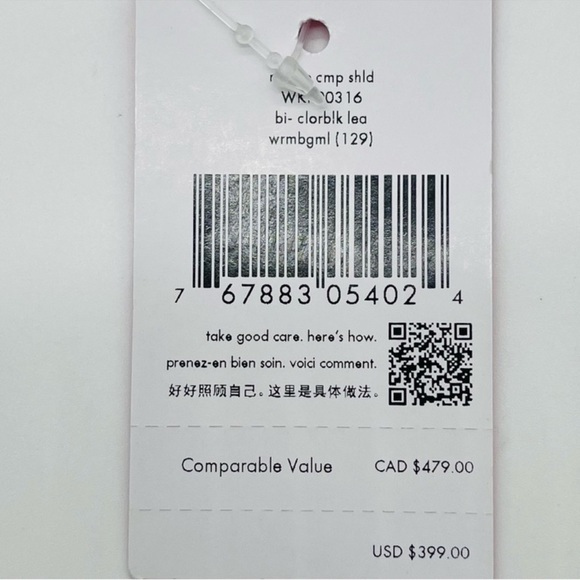 cmp shld
0316
bi- clorblk lea
wrmbgml (129)
7 67883 05402 4
take good care. here's how.
prenez-en bien soin. voici comment.
好好照顾自己。这里是具体做法。
Comparable Value CAD $479.00
USD $399.00